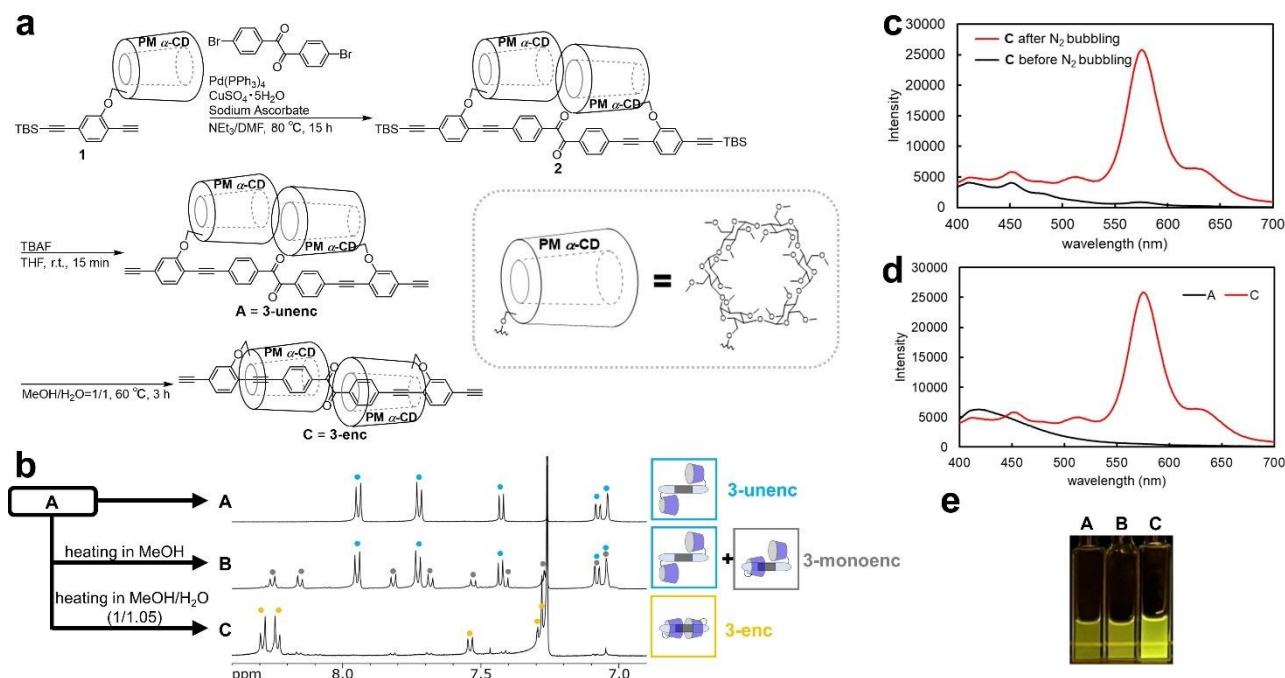 a
PM α-CD
Br
O
O
Br
Pd(PPh3)4
CuSO4·5H2O
Sodium Ascorbate
NEt3/DMF, 80 °C, 15 h
O
TBS
1
PM α-CD
PM α-CD
O
O
O
O
TBS
TBS
2
TBAF
THF, r.t., 15 min
PM α-CD
PM α-CD
O
O
O
O
A = 3-unenc
PM α-CD
=
MeOH/H2O=1/1, 60 °C, 3 h
PM α-CD
PM α-CD
O
O
C = 3-enc
b
A
A
3-unenc
heating in MeOH
B
+
3-monoenc
heating in MeOH/H2O
(1/1.05)
C
3-enc
ppm
8.0
7.5
7.0
c
30000
25000
20000
15000
10000
5000
0
Intensity
C after N2 bubbling
C before N2 bubbling
400 450 500 550 600 650 700
wavelength (nm)
d
30000
25000
20000
15000
10000
5000
0
Intensity
A
C
400 450 500 550 600 650 700
wavelength (nm)
e
A B C